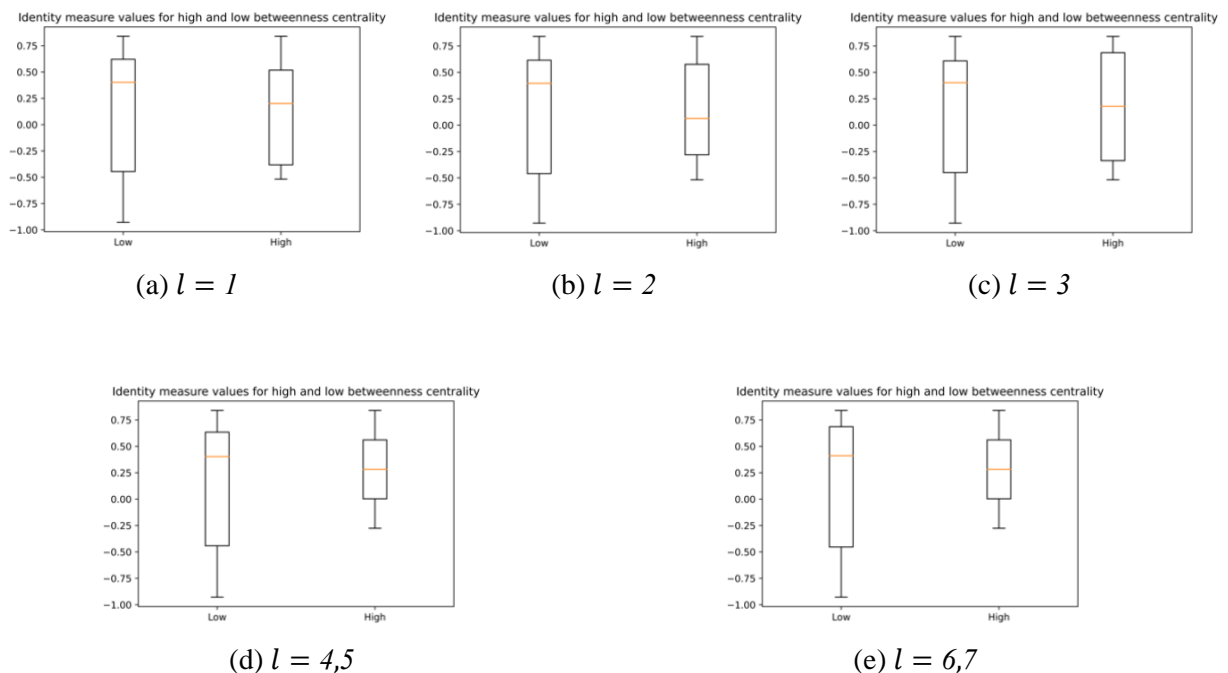 Identity measure values for high and low betweenness centrality
0.75
0.50
0.25
0.00
−0.25
−0.50
−0.75
−1.00
Low High
(a) l = 1
Identity measure values for high and low betweenness centrality
0.75
0.50
0.25
0.00
−0.25
−0.50
−0.75
−1.00
Low High
(b) l = 2
Identity measure values for high and low betweenness centrality
0.75
0.50
0.25
0.00
−0.25
−0.50
−0.75
−1.00
Low High
(c) l = 3
Identity measure values for high and low betweenness centrality
0.75
0.50
0.25
0.00
−0.25
−0.50
−0.75
−1.00
Low High
(d) l = 4,5
Identity measure values for high and low betweenness centrality
0.75
0.50
0.25
0.00
−0.25
−0.50
−0.75
−1.00
Low High
(e) l = 6,7